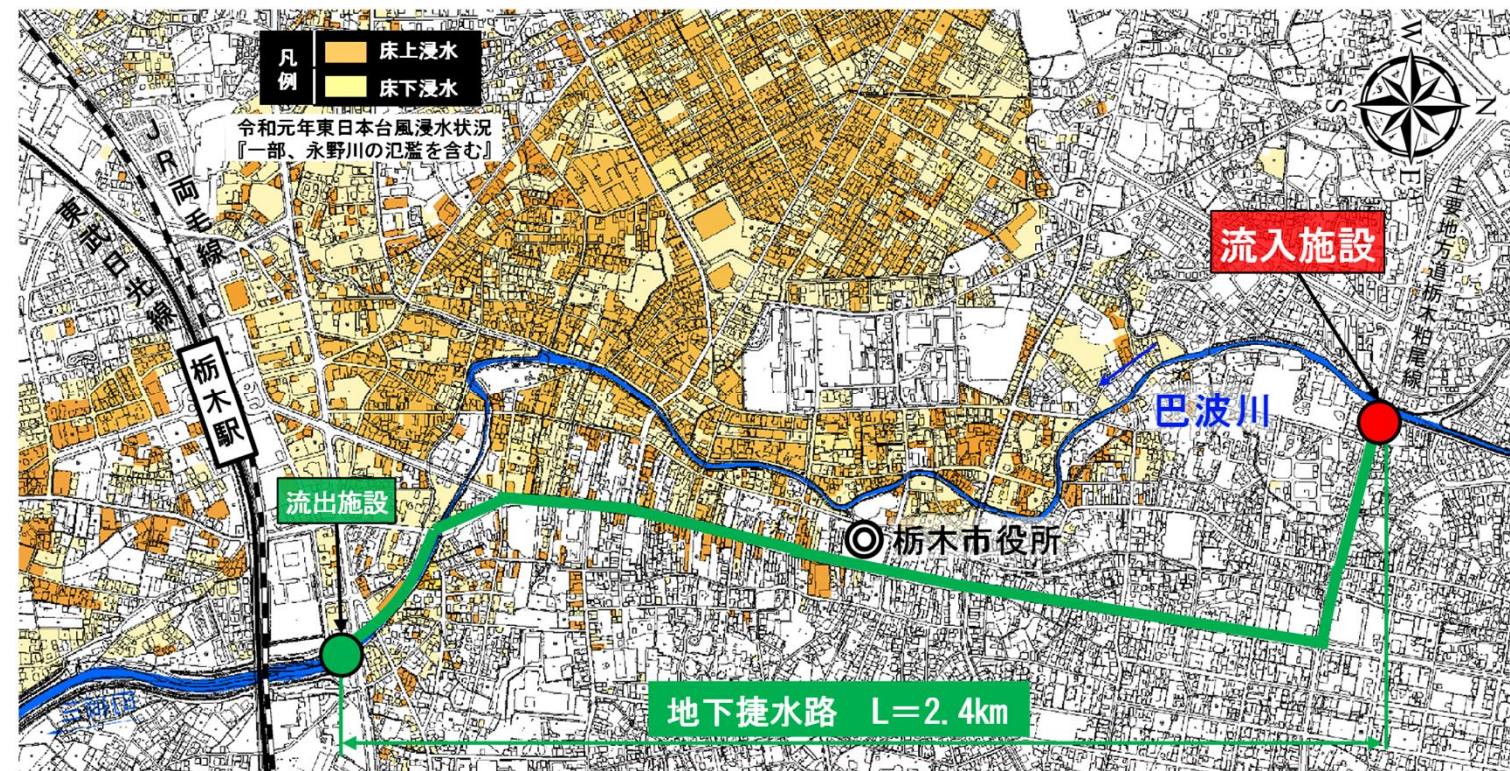 凡例
床上浸水
床下浸水
令和元年東日本台風浸水状況
『一部、永野川の氾濫を含む』
JR両毛線
東武日光線
栃木駅
流出施設
W
S
N
E
流入施設
主要地方道栃木粕尾線
巴波川
栃木市役所
地下捷水路 L=2.4km